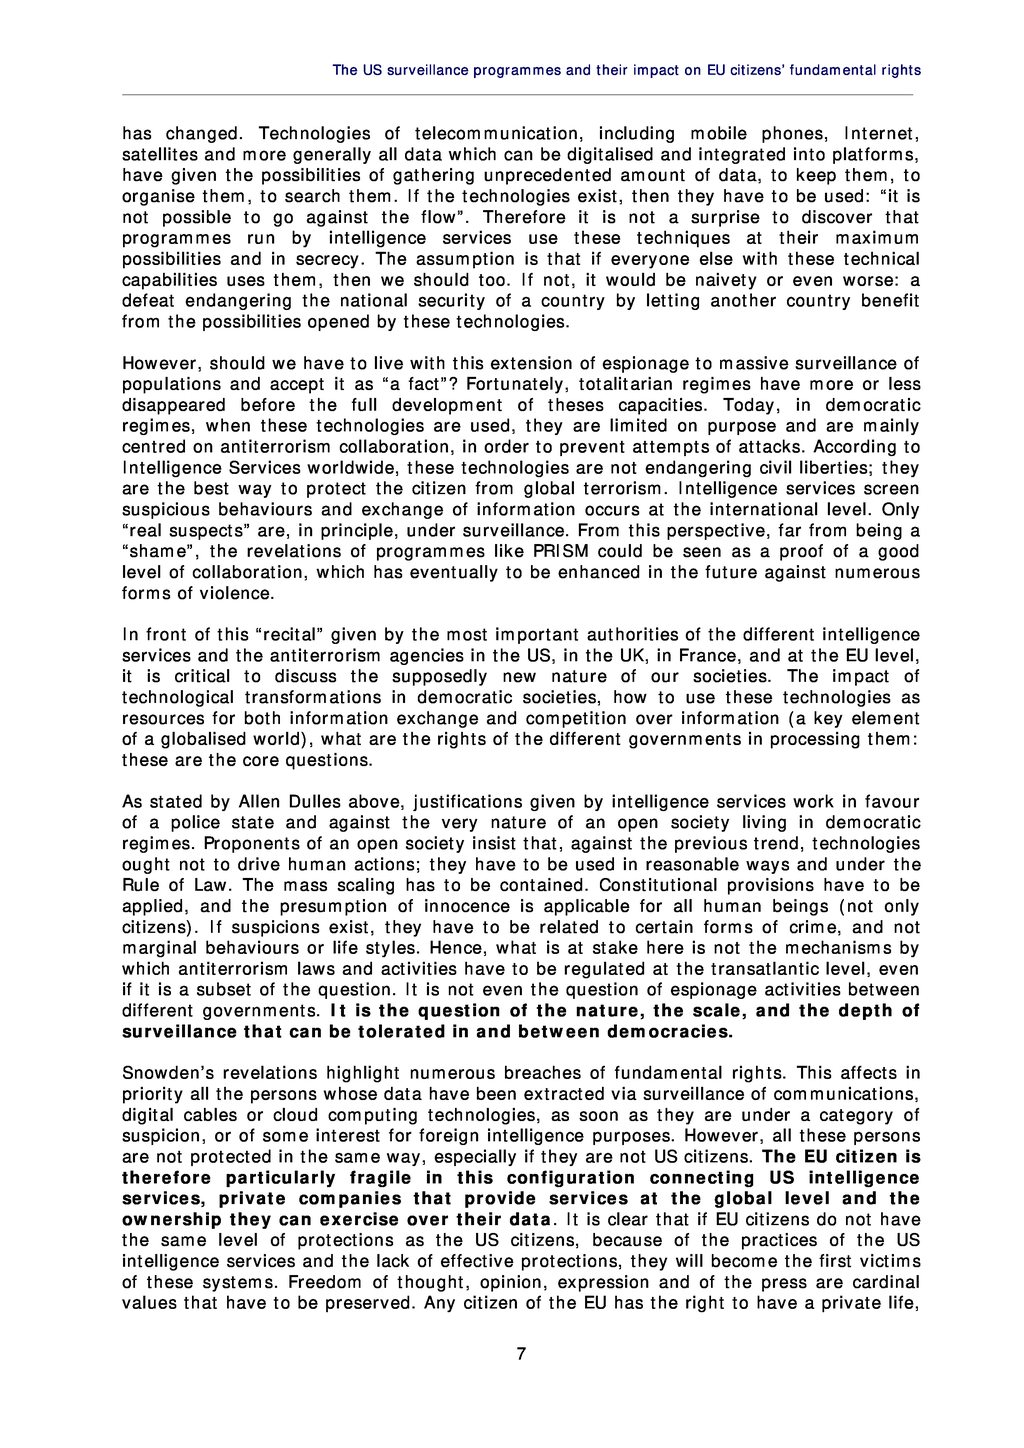 The US surveillance programmes and their impact on EU citizens' fundamental rights
has changed. Technologies of telecommunication, including mobile phones, Internet,
satellites and more generally all data which can be digitalised and integrated into platforms,
have given the possibilities of gathering unprecedented amount of data, to keep them, to
organise them, to search them. If the technologies exist, then they have to be used: “it is
not possible to go against the flow”. Therefore it is not a surprise to discover that
programmes run by intelligence services use these techniques at their maximum
possibilities and in secrecy. The assumption is that if everyone else with these technical
capabilities uses them, then we should too. If not, it would be naivety or even worse: a
defeat endangering the national security of a country by letting another country benefit
from the possibilities opened by these technologies.
However, should we have to live with this extension of espionage to massive surveillance of
populations and accept it as “a fact”? Fortunately, totalitarian regimes have more or less
disappeared before the full development of theses capacities. Today, in democratic
regimes, when these technologies are used, they are limited on purpose and are mainly
centred on antiterrorism collaboration, in order to prevent attempts of attacks. According to
Intelligence Services worldwide, these technologies are not endangering civil liberties; they
are the best way to protect the citizen from global terrorism. Intelligence services screen
suspicious behaviours and exchange of information occurs at the international level. Only
“real suspects” are, in principle, under surveillance. From this perspective, far from being a
“shame”, the revelations of programmes like PRISM could be seen as a proof of a good
level of collaboration, which has eventually to be enhanced in the future against numerous
forms of violence.
In front of this “recital” given by the most important authorities of the different intelligence
services and the antiterrorism agencies in the US, in the UK, in France, and at the EU level,
it is critical to discuss the supposedly new nature of our societies. The impact of
technological transformations in democratic societies, how to use these technologies as
resources for both information exchange and competition over information (a key element
of a globalised world), what are the rights of the different governments in processing them:
these are the core questions.
As stated by Allen Dulles above, justifications given by intelligence services work in favour
of a police state and against the very nature of an open society living in democratic
regimes. Proponents of an open society insist that, against the previous trend, technologies
ought not to drive human actions; they have to be used in reasonable ways and under the
Rule of Law. The mass scaling has to be contained. Constitutional provisions have to be
applied, and the presumption of innocence is applicable for all human beings (not only
citizens). If suspicions exist, they have to be related to certain forms of crime, and not
marginal behaviours or life styles. Hence, what is at stake here is not the mechanisms by
which antiterrorism laws and activities have to be regulated at the transatlantic level, even
if it is a subset of the question. It is not even the question of espionage activities between
different governments. It is the question of the nature, the scale, and the depth of
surveillance that can be tolerated in and between democracies.
Snowden’s revelations highlight numerous breaches of fundamental rights. This affects in
priority all the persons whose data have been extracted via surveillance of communications,
digital cables or cloud computing technologies, as soon as they are under a category of
suspicion, or of some interest for foreign intelligence purposes. However, all these persons
are not protected in the same way, especially if they are not US citizens. The EU citizen is
therefore particularly fragile in this configuration connecting US intelligence
services, private companies that provide services at the global level and the
ownership they can exercise over their data. It is clear that if EU citizens do not have
the same level of protections as the US citizens, because of the practices of the US
intelligence services and the lack of effective protections, they will become the first victims
of these systems. Freedom of thought, opinion, expression and of the press are cardinal
values that have to be preserved. Any citizen of the EU has the right to have a private life,
7